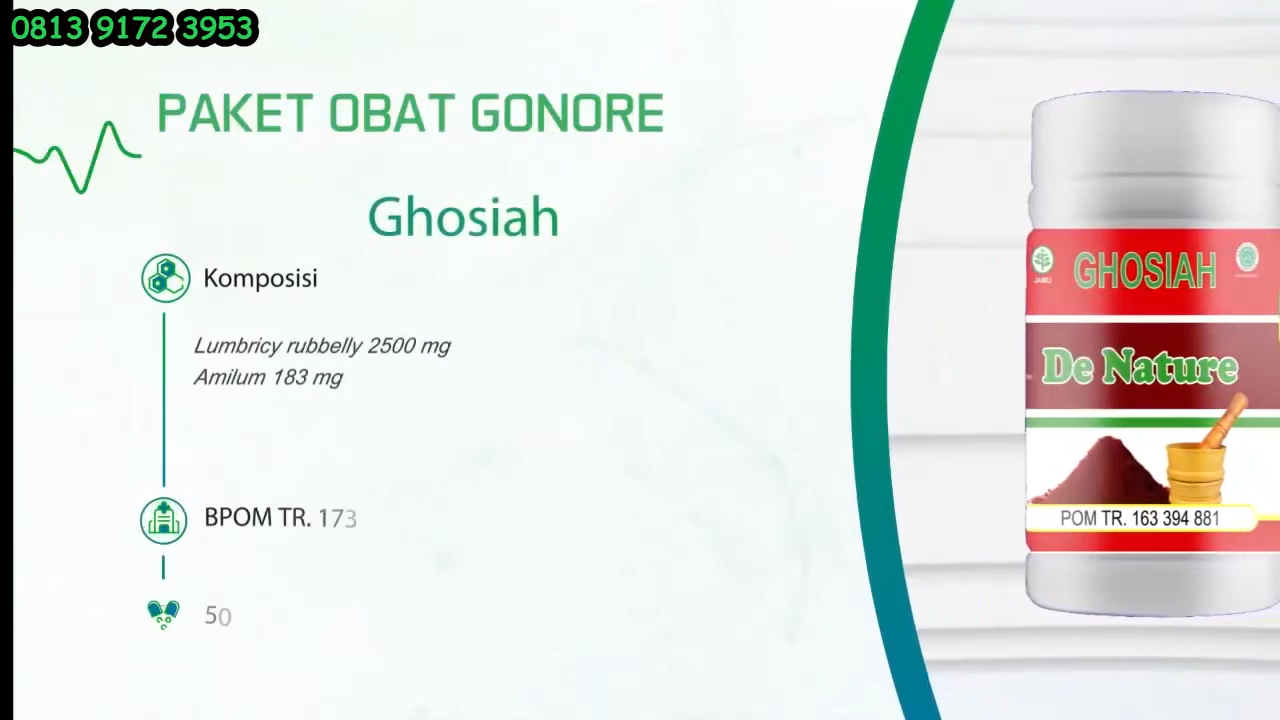 0813 9172 3953
PAKET OBAT GONORE
Ghosiah
Komposisi
Lumbricy rubbelly 2500 mg
Amilum 183 mg
BPOM TR. 173
50
JAMU
GHOSIAH
De Nature
POM TR. 163 394 881